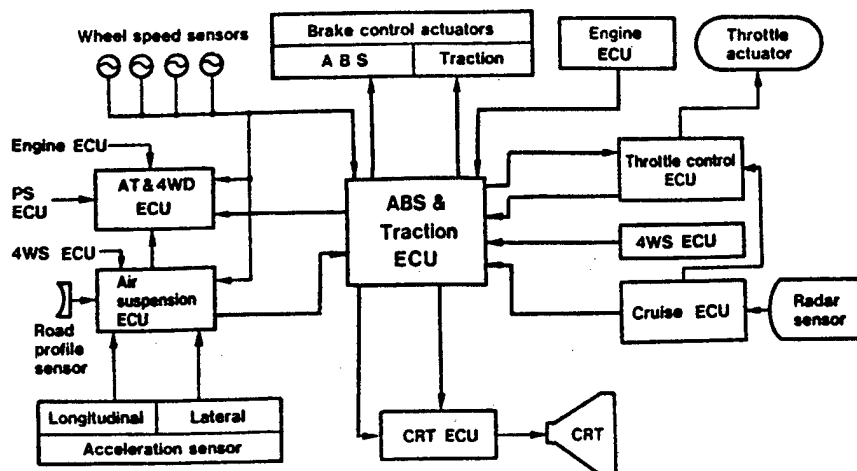 Wheel speed sensors
Brake control actuators
A B S
Traction
Engine
ECU
Throttle
actuator
Engine ECU
PS
ECU
AT & 4WD
ECU
ABS &
Traction
ECU
Throttle control
ECU
4WS ECU
4WS ECU
Air
suspension
ECU
Road
profile
sensor
Cruise ECU
Radar
sensor
Longitudinal
Lateral
Acceleration sensor
CRT ECU
CRT